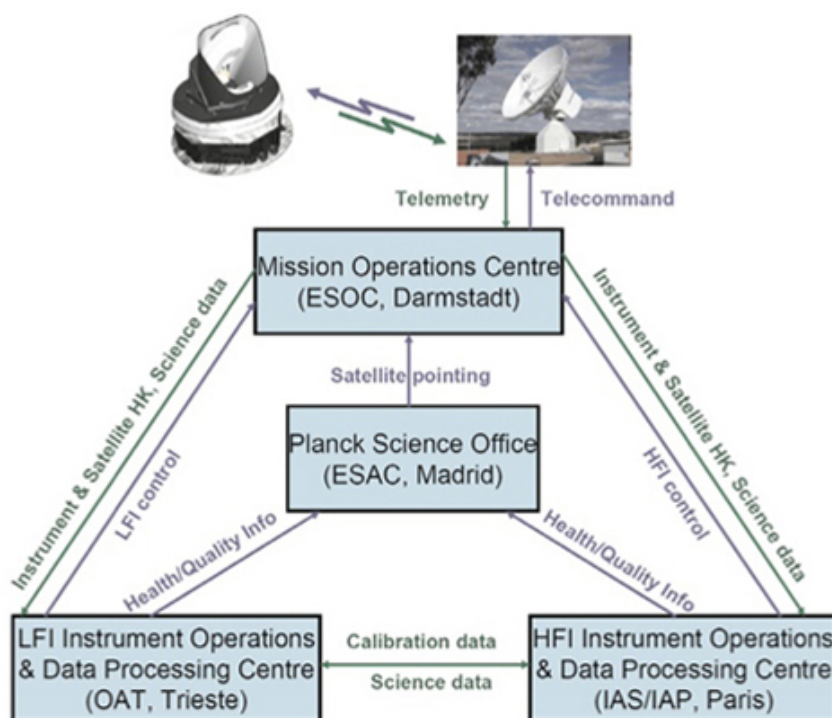 Telemetry
Telecommand
Mission Operations Centre
(ESOC, Darmstadt)
Instrument & Satellite HK, Science data
LFI control
Instrument & Satellite HK, Science data
HFI control
Satellite pointing
Planck Science Office
(ESAC, Madrid)
Health/Quality Info
Health/Quality Info
LFI Instrument Operations
& Data Processing Centre
(OAT, Trieste)
Calibration data
Science data
HFI Instrument Operations
& Data Processing Centre
(IAS/IAP, Paris)